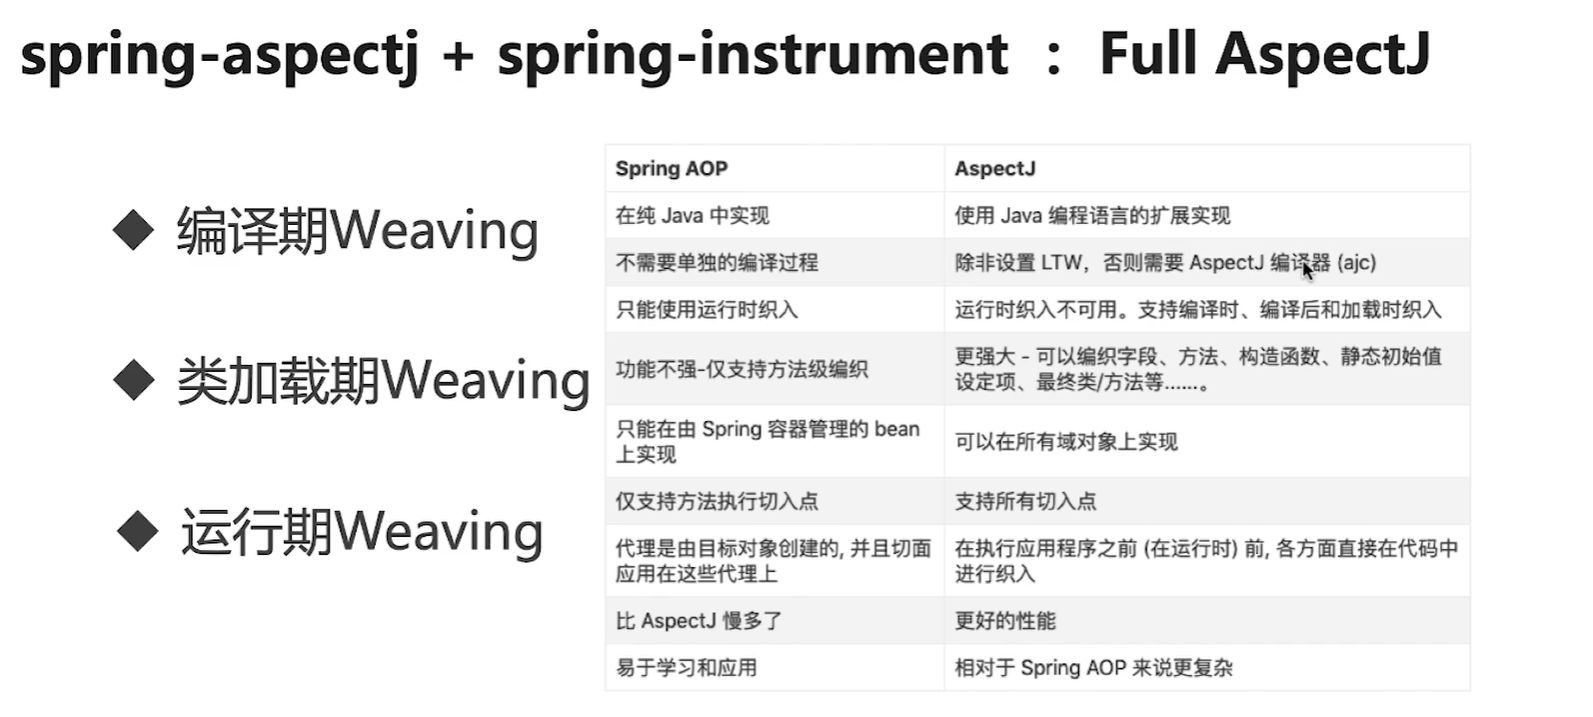 spring-aspectj + spring-instrument ： Full AspectJ
◆ 编译期Weaving
◆ 类加载期Weaving
◆ 运行期Weaving
Spring AOP AspectJ
在纯 Java 中实现 使用 Java 编程语言的扩展实现
不需要单独的编译过程 除非设置 LTW，否则需要 AspectJ 编译器 (ajc)
只能使用运行时织入 运行时织入不可用。支持编译时、编译后和加载时织入
功能不强-仅支持方法级编织 更强大 - 可以编织字段、方法、构造函数、静态初始值
设定项、最终类/方法等......。
只能在由 Spring 容器管理的 bean
上实现 可以在所有域对象上实现
仅支持方法执行切入点 支持所有切入点
代理是由目标对象创建的, 并且切面 在执行应用程序之前 (在运行时) 前, 各方面直接在代码中
应用在这些代理上 进行织入
比 AspectJ 慢多了 更好的性能
易于学习和应用 相对于 Spring AOP 来说更复杂